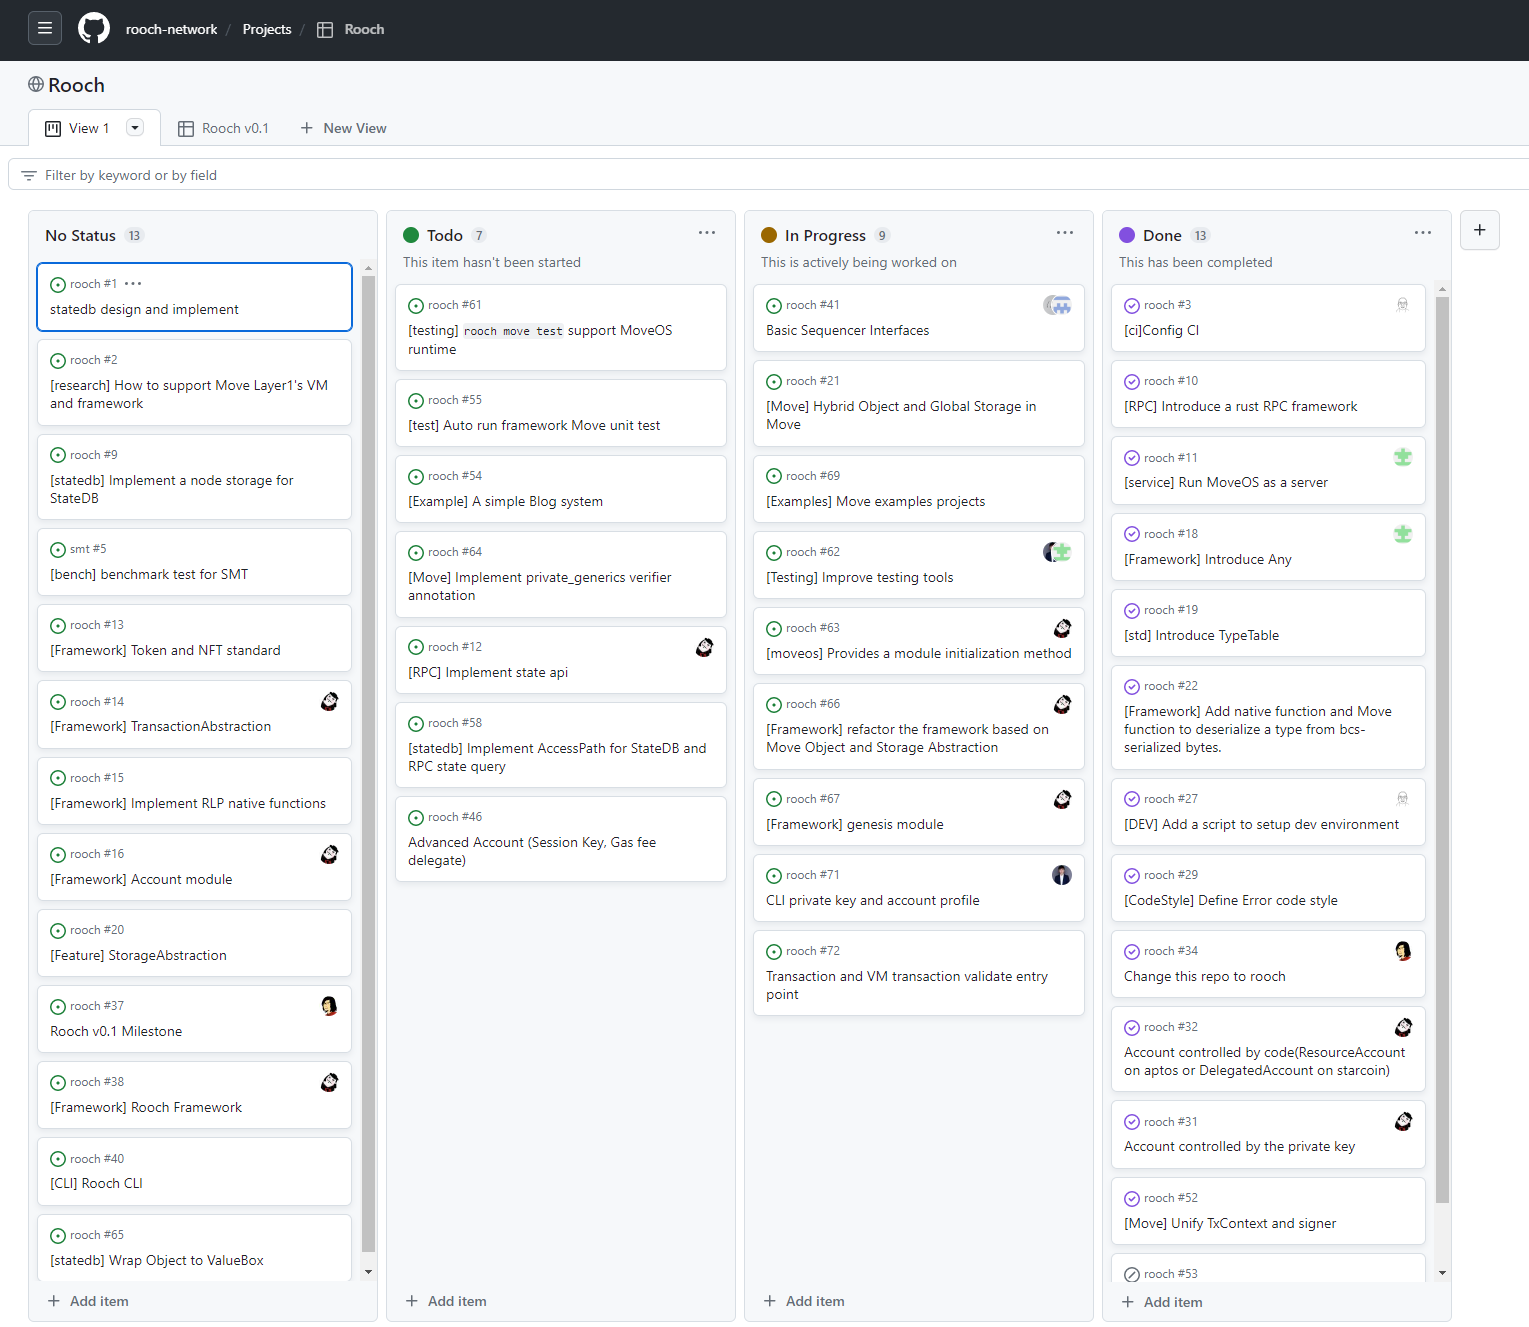 rooch-network / Projects / Rooch
Rooch
View 1
Rooch v0.1
New View
Filter by keyword or by field
No Status 13
rooch #1
statedb design and implement
rooch #2
[research] How to support Move Layer1's VM
and framework
rooch #9
[statedb] Implement a node storage for
StateDB
smt #5
[bench] benchmark test for SMT
rooch #13
[Framework] Token and NFT standard
rooch #14
[Framework] TransactionAbstraction
rooch #15
[Framework] Implement RLP native functions
rooch #16
[Framework] Account module
rooch #20
[Feature] StorageAbstraction
rooch #37
Rooch v0.1 Milestone
rooch #38
[Framework] Rooch Framework
rooch #40
[CLI] Rooch CLI
rooch #65
[statedb] Wrap Object to ValueBox
Add item
Todo 7
This item hasn't been started
rooch #61
[testing] rooch move test support MoveOS
runtime
rooch #55
[test] Auto run framework Move unit test
rooch #54
[Example] A simple Blog system
rooch #64
[Move] Implement private_generics verifier
annotation
rooch #12
[RPC] Implement state api
rooch #58
[statedb] Implement AccessPath for StateDB and
RPC state query
rooch #46
Advanced Account (Session Key, Gas fee
delegate)
Add item
In Progress 9
This is actively being worked on
rooch #41
Basic Sequencer Interfaces
rooch #21
[Move] Hybrid Object and Global Storage in
Move
rooch #69
[Examples] Move examples projects
rooch #62
[Testing] Improve testing tools
rooch #63
[moveos] Provides a module initialization method
rooch #66
[Framework] refactor the framework based on
Move Object and Storage Abstraction
rooch #67
[Framework] genesis module
rooch #71
CLI private key and account profile
rooch #72
Transaction and VM transaction validate entry
point
Add item
Done 13
This has been completed
rooch #3
[ci]Config CI
rooch #10
[RPC] Introduce a rust RPC framework
rooch #11
[service] Run MoveOS as a server
rooch #18
[Framework] Introduce Any
rooch #19
[std] Introduce TypeTable
rooch #22
[Framework] Add native function and Move
function to deserialize a type from bcs-
serialized bytes.
rooch #27
[DEV] Add a script to setup dev environment
rooch #29
[CodeStyle] Define Error code style
rooch #34
Change this repo to rooch
rooch #32
Account controlled by code(ResourceAccount
on aptos or DelegatedAccount on starcoin)
rooch #31
Account controlled by the private key
rooch #52
[Move] Unify TxContext and signer
rooch #53
Add item